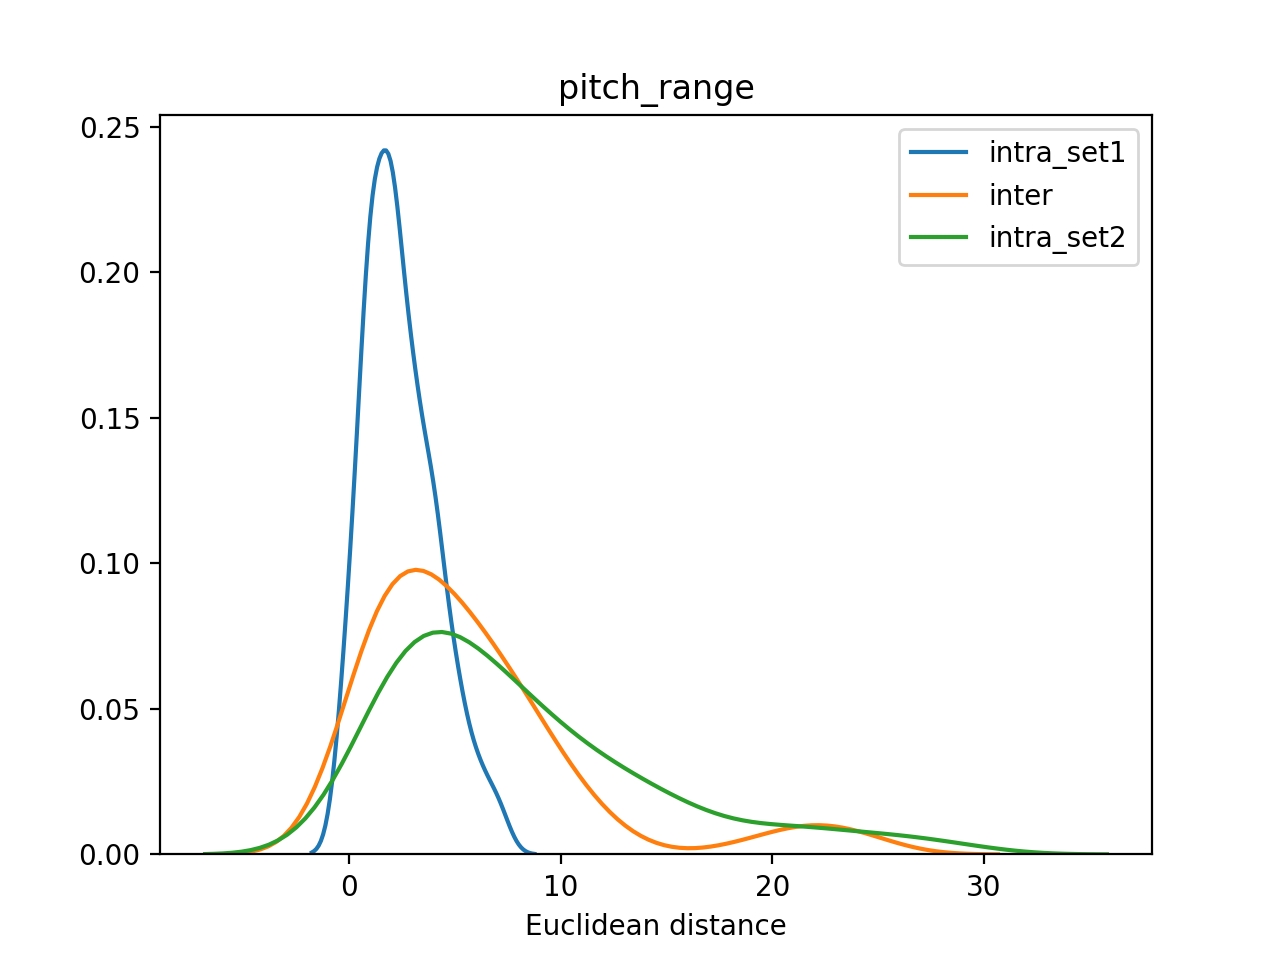 pitch_range
0.25
0.20
0.15
0.10
0.05
0.00
intra_set1
inter
intra_set2
0 10 20 30
Euclidean distance